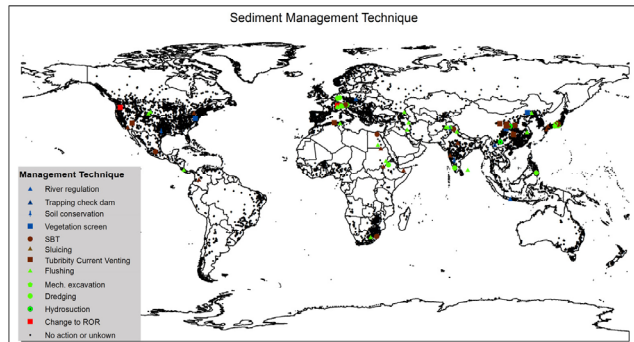 Sediment Management Technique
Management Technique
River regulation
Trapping check dam
Soil conservation
Vegetation screen
SBT
Sluicing
Tubribity Current Venting
Flushing
Mech. excavation
Dredging
Hydrosuction
Change to ROR
No action or unkown